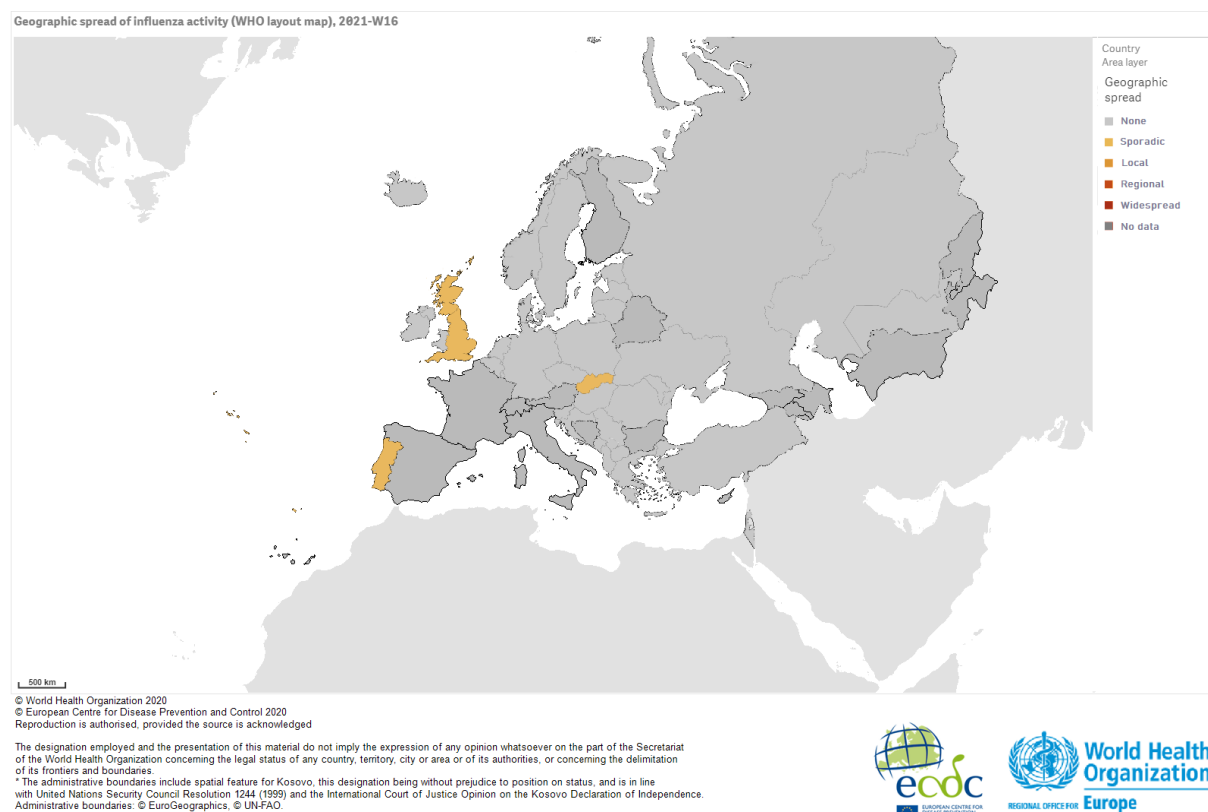 Geographic spread of influenza activity (WHO layout map), 2021-W16
Country
Area layer
Geographic
spread
None
Sporadic
Local
Regional
Widespread
No data
500 km
© World Health Organization 2020
© European Centre for Disease Prevention and Control 2020
Reproduction is authorised, provided the source is acknowledged
The designation employed and the presentation of this material do not imply the expression of any opinion whatsoever on the part of the Secretariat
of the World Health Organization concerning the legal status of any country, territory, city or area or of its authorities, or concerning the delimitation
of its frontiers and boundaries.
* The administrative boundaries include spatial feature for Kosovo, this designation being without prejudice to position on status, and is in line
with United Nations Security Council Resolution 1244 (1999) and the International Court of Justice Opinion on the Kosovo Declaration of Independence.
Administrative boundaries: © EuroGeographics, © UN-FAO.
ecdc
EUROPEAN CENTRE FOR
World Health
Organization
REGIONAL OFFICE FOR Europe